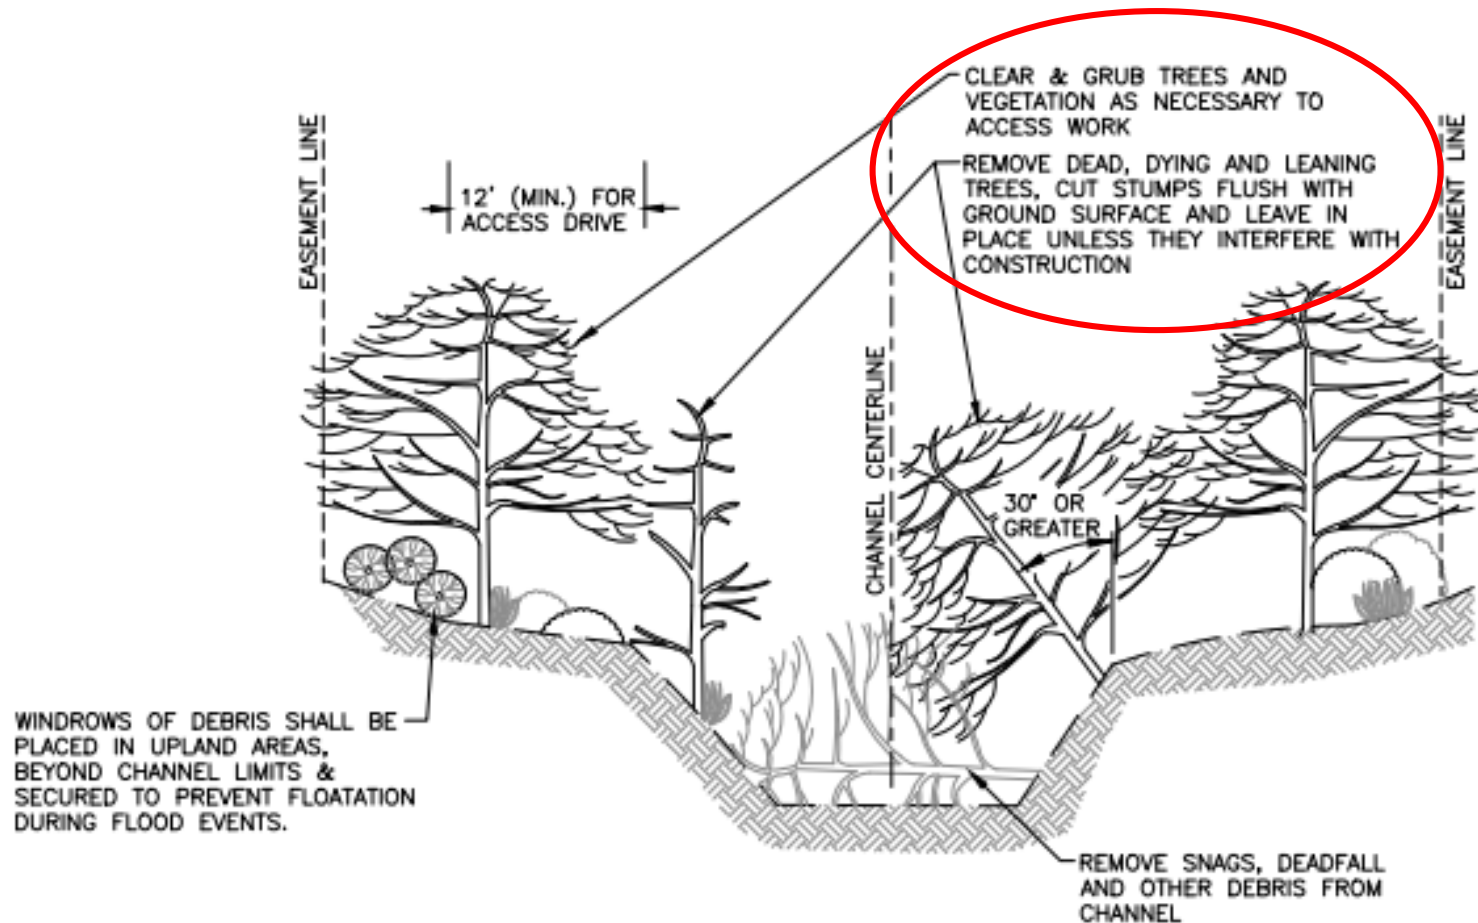 CLEAR & GRUB TREES AND
VEGETATION AS NECESSARY TO
ACCESS WORK
REMOVE DEAD, DYING AND LEANING
TREES, CUT STUMPS FLUSH WITH
GROUND SURFACE AND LEAVE IN
PLACE UNLESS THEY INTERFERE WITH
CONSTRUCTION
EASEMENT LINE
12' (MIN.) FOR
ACCESS DRIVE
EASEMENT LINE
CHANNEL CENTERLINE
30° OR
GREATER
WINDROWS OF DEBRIS SHALL BE
PLACED IN UPLAND AREAS,
BEYOND CHANNEL LIMITS &
SECURED TO PREVENT FLOATATION
DURING FLOOD EVENTS.
REMOVE SNAGS, DEADFALL
AND OTHER DEBRIS FROM
CHANNEL